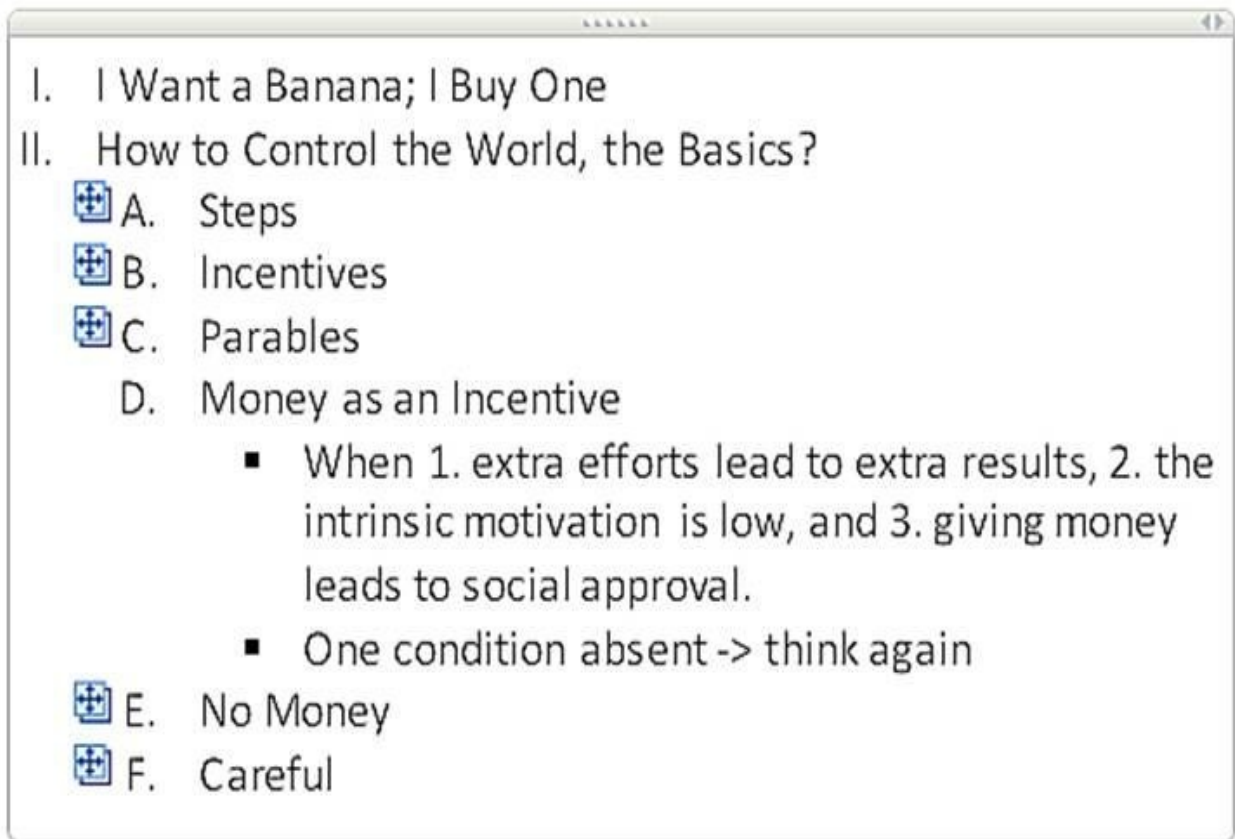 I. I Want a Banana; I Buy One
II. How to Control the World, the Basics?
A. Steps
B. Incentives
C. Parables
D. Money as an Incentive
▪ When 1. extra efforts lead to extra results, 2. the
intrinsic motivation is low, and 3. giving money
leads to social approval.
▪ One condition absent -> think again
E. No Money
F. Careful